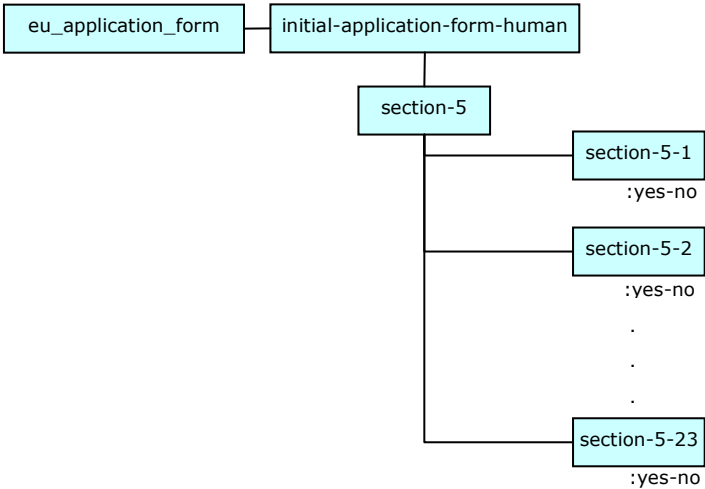 eu_application_form
initial-application-form-human
section-5
section-5-1
:yes-no
section-5-2
:yes-no
.
.
.
section-5-23
:yes-no